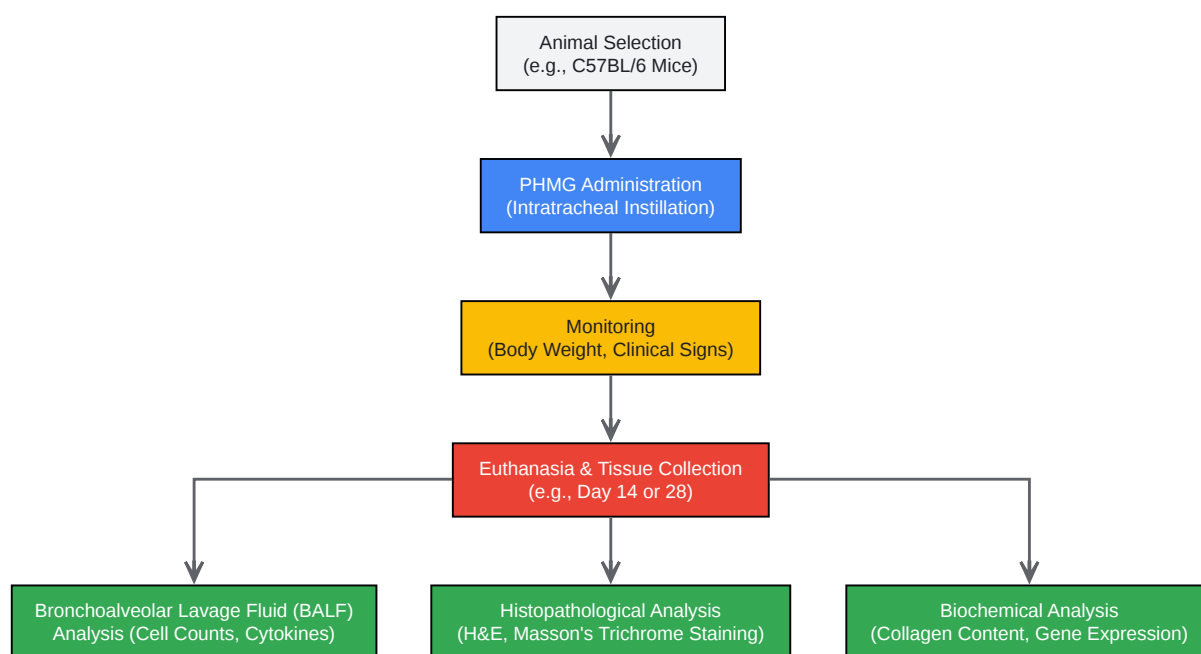 Animal Selection
(e.g., C57BL/6 Mice)
PHMG Administration
(Intratracheal Instillation)
Monitoring
(Body Weight, Clinical Signs)
Euthanasia & Tissue Collection
(e.g., Day 14 or 28)
Bronchoalveolar Lavage Fluid (BALF)
Analysis (Cell Counts, Cytokines)
Histopathological Analysis
(H&E, Masson's Trichrome Staining)
Biochemical Analysis
(Collagen Content, Gene Expression)